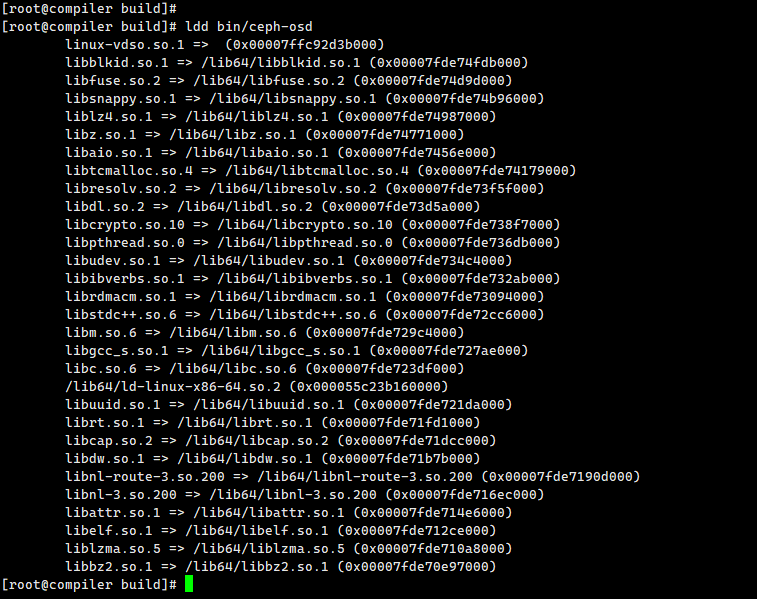 [root@compiler build]#
[root@compiler build]# ldd bin/ceph-osd
linux-vdso.so.1 =>  (0x00007ffc92d3b000)
libblkid.so.1 => /lib64/libblkid.so.1 (0x00007fde74fdb000)
libfuse.so.2 => /lib64/libfuse.so.2 (0x00007fde74d9d000)
libsnappy.so.1 => /lib64/libsnappy.so.1 (0x00007fde74b96000)
liblz4.so.1 => /lib64/liblz4.so.1 (0x00007fde74987000)
libz.so.1 => /lib64/libz.so.1 (0x00007fde74771000)
libaio.so.1 => /lib64/libaio.so.1 (0x00007fde7456e000)
libtcmalloc.so.4 => /lib64/libtcmalloc.so.4 (0x00007fde74179000)
libresolv.so.2 => /lib64/libresolv.so.2 (0x00007fde73f5f000)
libdl.so.2 => /lib64/libdl.so.2 (0x00007fde73d5a000)
libcrypto.so.10 => /lib64/libcrypto.so.10 (0x00007fde738f7000)
libpthread.so.0 => /lib64/libpthread.so.0 (0x00007fde736db000)
libudev.so.1 => /lib64/libudev.so.1 (0x00007fde734c4000)
libibverbs.so.1 => /lib64/libibverbs.so.1 (0x00007fde732ab000)
librdmacm.so.1 => /lib64/librdmacm.so.1 (0x00007fde73094000)
libstdc++.so.6 => /lib64/libstdc++.so.6 (0x00007fde72cc6000)
libm.so.6 => /lib64/libm.so.6 (0x00007fde729c4000)
libgcc_s.so.1 => /lib64/libgcc_s.so.1 (0x00007fde727ae000)
libc.so.6 => /lib64/libc.so.6 (0x00007fde723df000)
/lib64/ld-linux-x86-64.so.2 (0x000055c23b160000)
libuuid.so.1 => /lib64/libuuid.so.1 (0x00007fde721da000)
librt.so.1 => /lib64/librt.so.1 (0x00007fde71fd1000)
libcap.so.2 => /lib64/libcap.so.2 (0x00007fde71dcc000)
libdw.so.1 => /lib64/libdw.so.1 (0x00007fde71b7b000)
libnl-route-3.so.200 => /lib64/libnl-route-3.so.200 (0x00007fde7190d000)
libnl-3.so.200 => /lib64/libnl-3.so.200 (0x00007fde716ec000)
libattr.so.1 => /lib64/libattr.so.1 (0x00007fde714e6000)
libelf.so.1 => /lib64/libelf.so.1 (0x00007fde712ce000)
liblzma.so.5 => /lib64/liblzma.so.5 (0x00007fde710a8000)
libbz2.so.1 => /lib64/libbz2.so.1 (0x00007fde70e97000)
[root@compiler build]#